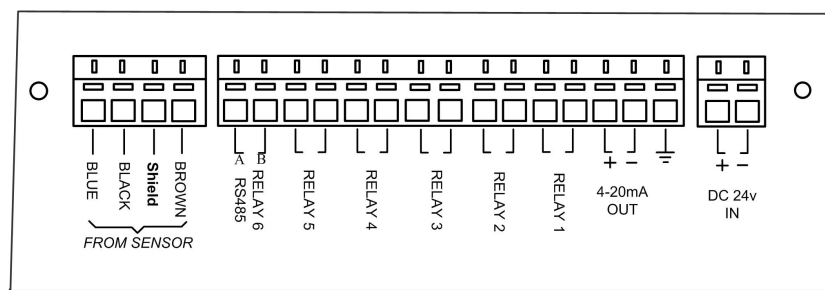 A B
+ − + −
BLUE
BLACK
Shield
BROWN
FROM SENSOR
RS485
RELAY 6
RELAY 5
RELAY 4
RELAY 3
RELAY 2
RELAY 1
4-20mA
OUT
DC 24v
IN